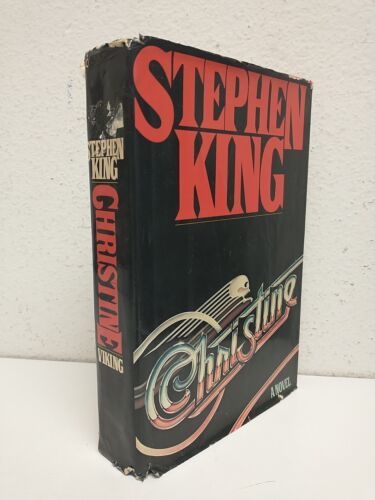 STEPHEN
KING
Christine
A NOVEL
STEPHEN
KING
CHRISTINE
VIKING